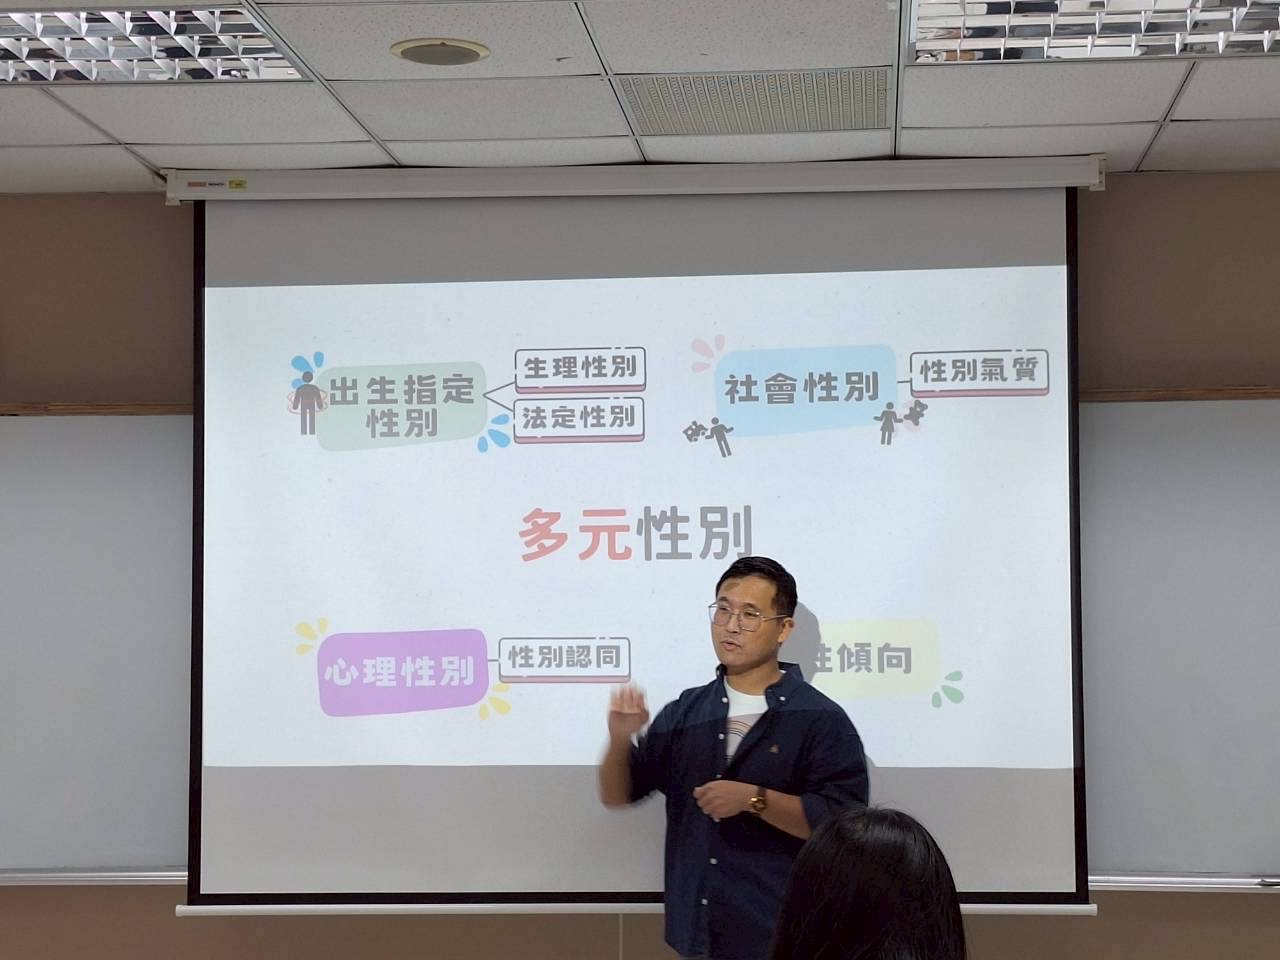 出生指定
性別
生理性別
法定性別
社會性別
性別氣質
多元性別
心理性別
性別認同
性傾向